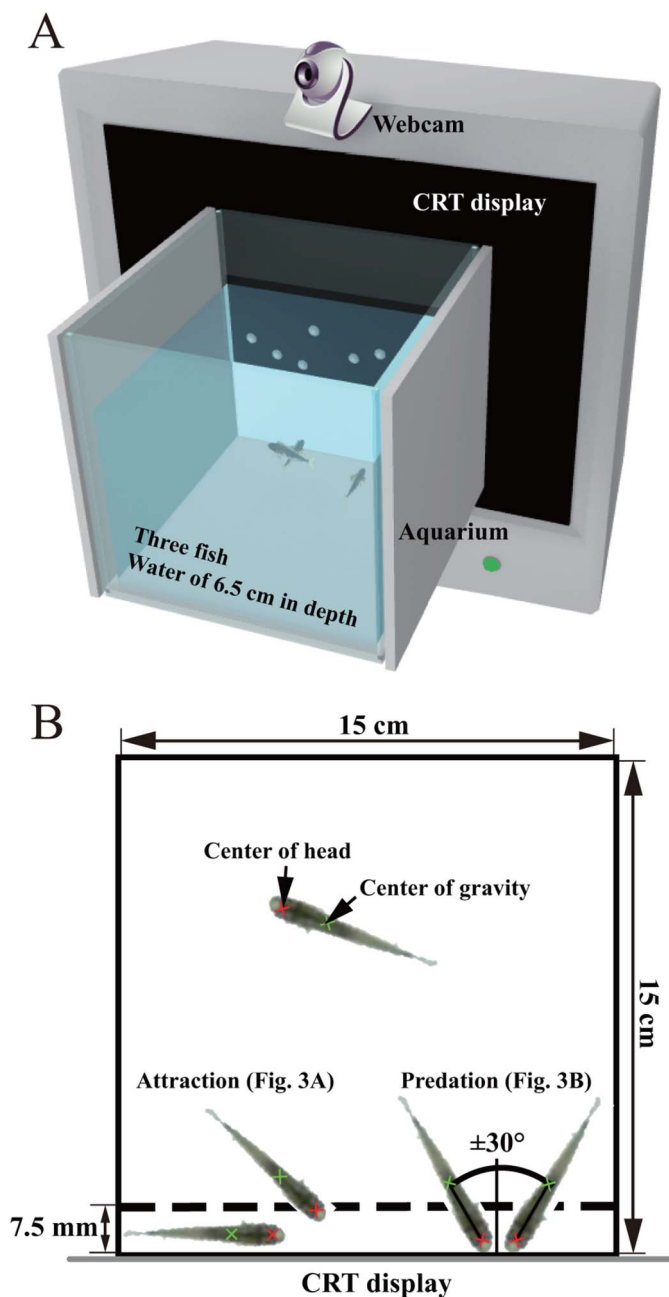 A
Webcam
CRT display
Aquarium
Three fish
Water of 6.5 cm in depth
B
15 cm
Center of head
Center of gravity
15 cm
Attraction (Fig. 3A)
Predation (Fig. 3B)
±30°
7.5 mm
CRT display